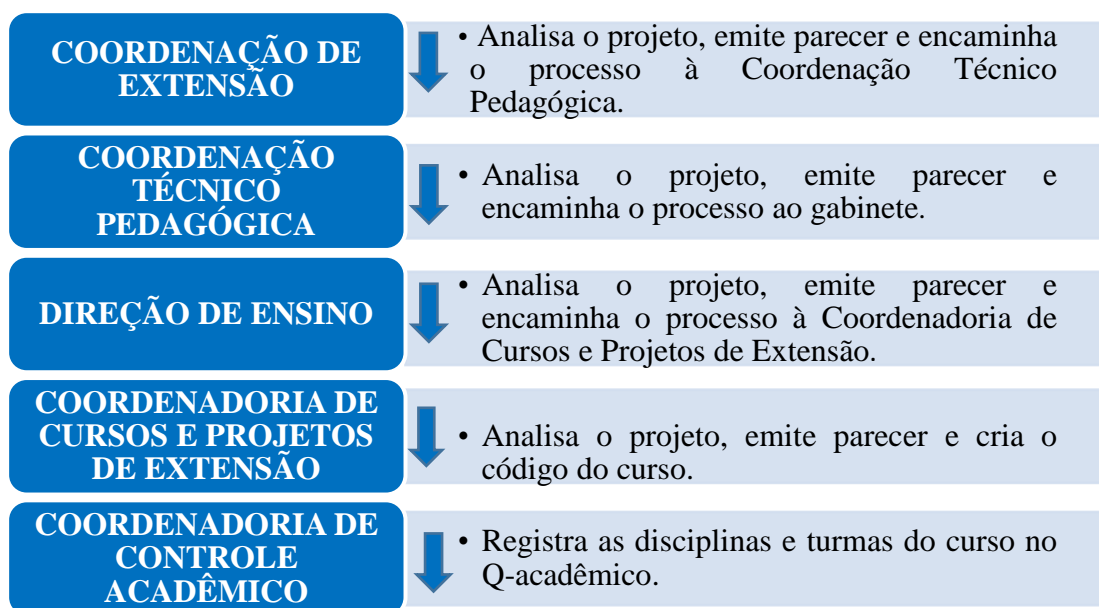 COORDENAÇÃO DE
EXTENSÃO
• Analisa o projeto, emite parecer e encaminha
o processo à Coordenação Técnico
Pedagógica.
COORDENAÇÃO
TÉCNICO
PEDAGÓGICA
• Analisa o projeto, emite parecer e
encaminha o processo ao gabinete.
DIREÇÃO DE ENSINO
• Analisa o projeto, emite parecer e
encaminha o processo à Coordenadoria de
Cursos e Projetos de Extensão.
COORDENADORIA DE
CURSOS E PROJETOS
DE EXTENSÃO
• Analisa o projeto, emite parecer e cria o
código do curso.
COORDENADORIA DE
CONTROLE
ACADÊMICO
• Registra as disciplinas e turmas do curso no
Q-acadêmico.